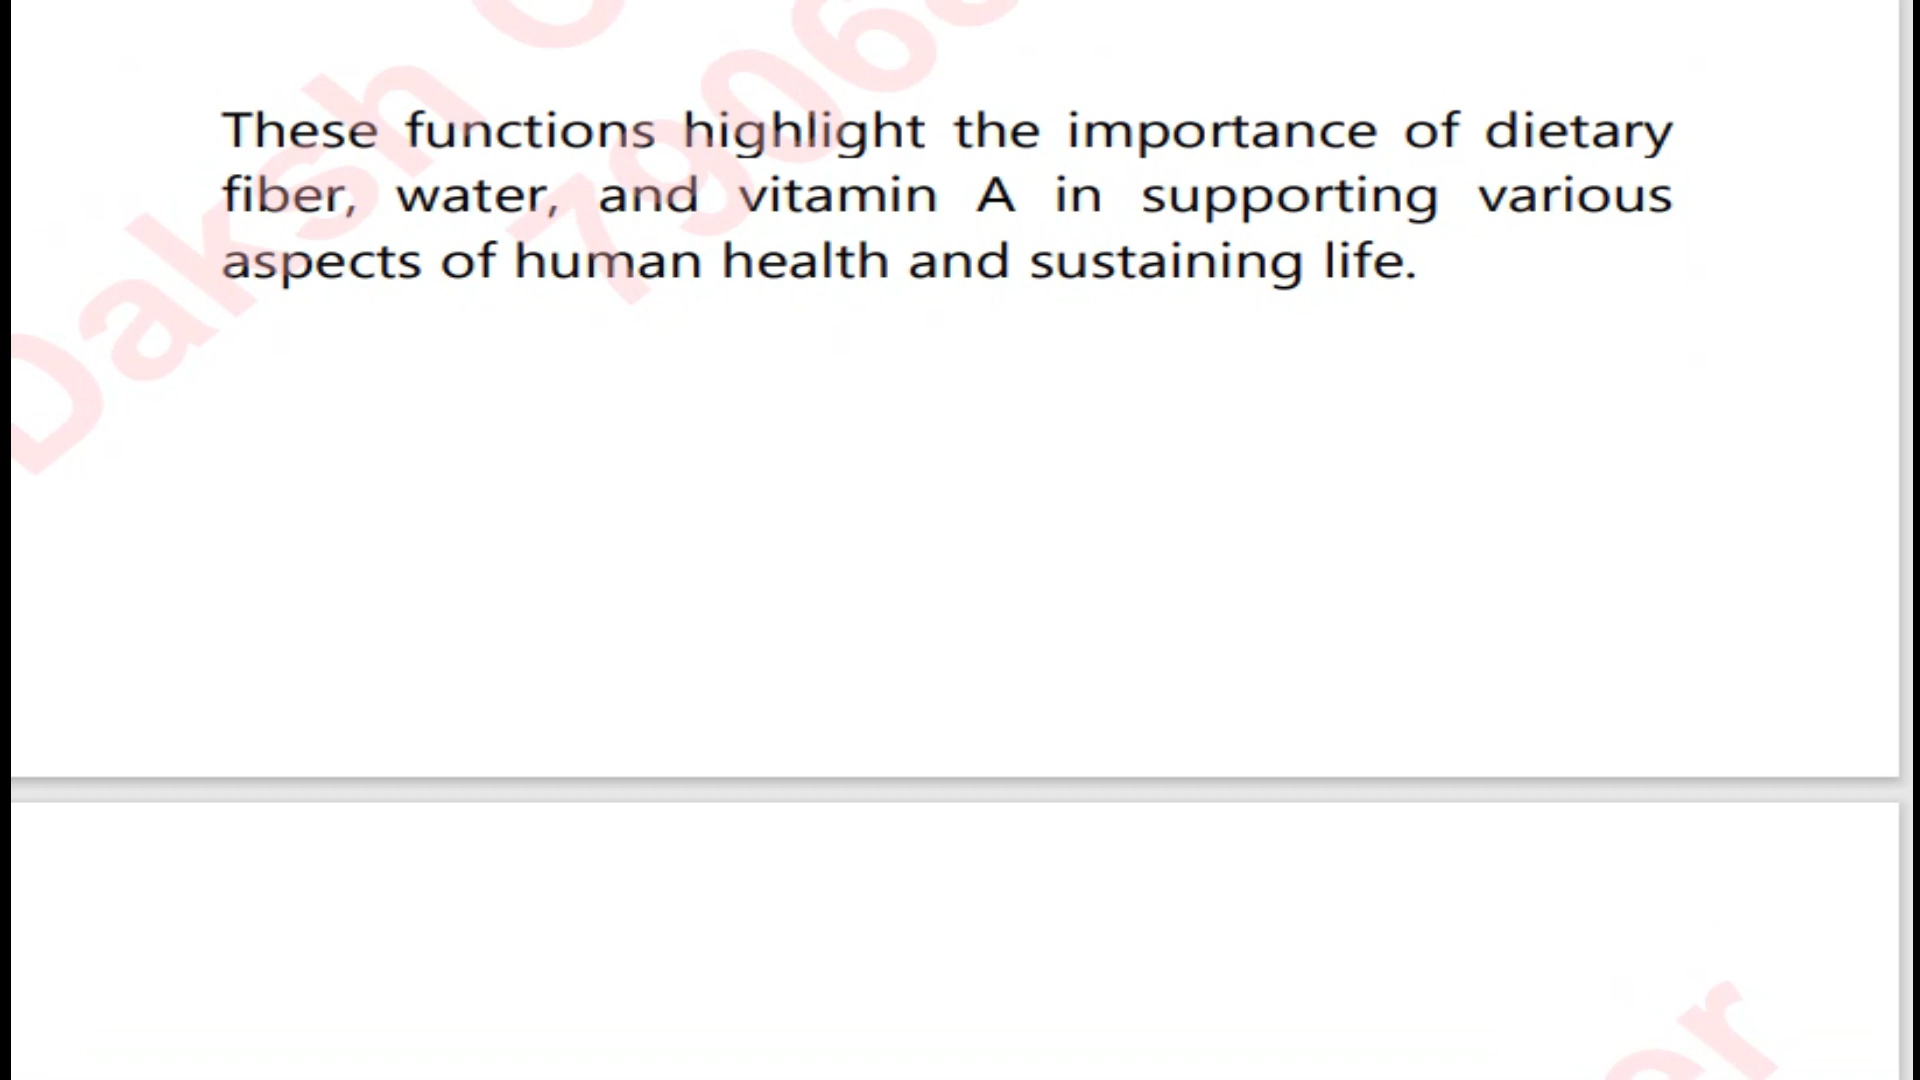 These functions highlight the importance of dietary
fiber, water, and vitamin A in supporting various
aspects of human health and sustaining life.
Daksh